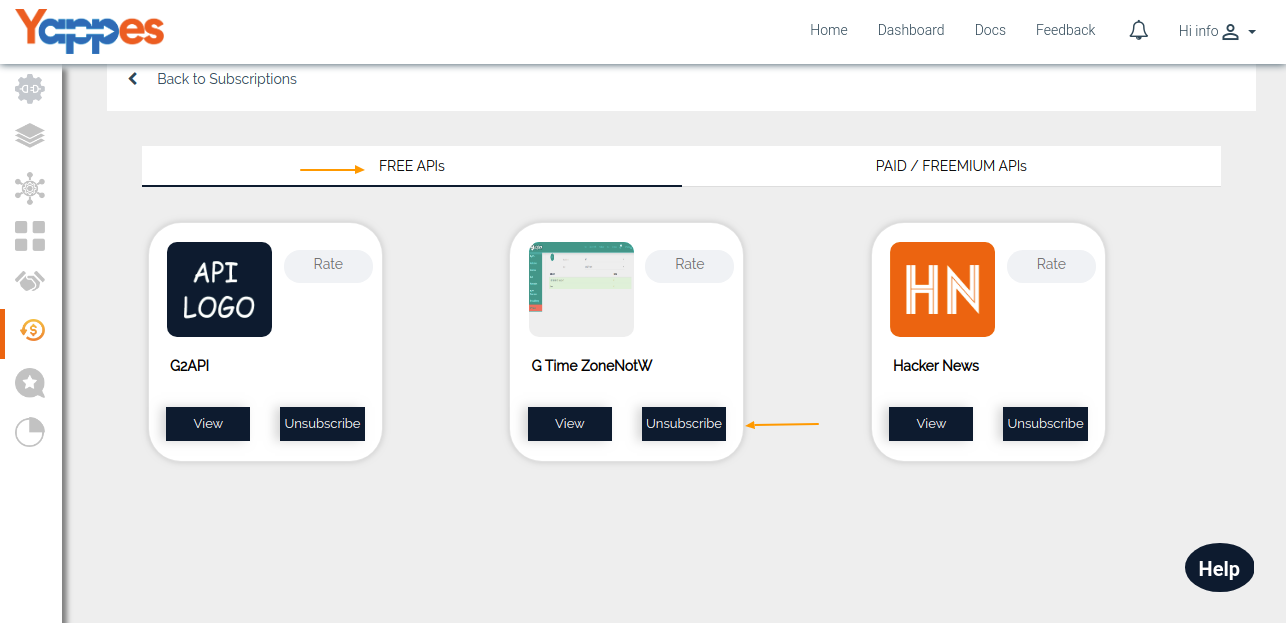 Yappes
Home Dashboard Docs Feedback Hi info
Back to Subscriptions
FREE APIs PAID / FREEMIUM APIs
API
LOGO
Rate
G2API
View Unsubscribe
Rate
G Time ZoneNotW
View Unsubscribe
HN
Rate
Hacker News
View Unsubscribe
Help